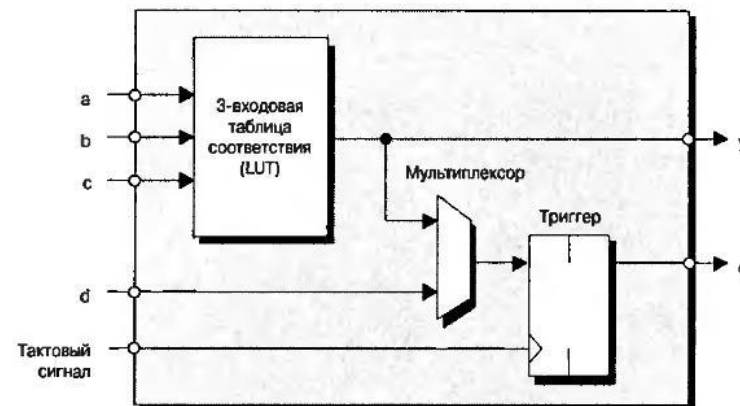 a
b
c
d
Тактовый
сигнал
3-входовая
таблица
соответствия
(LUT)
Мультиплексор
Триггер
y